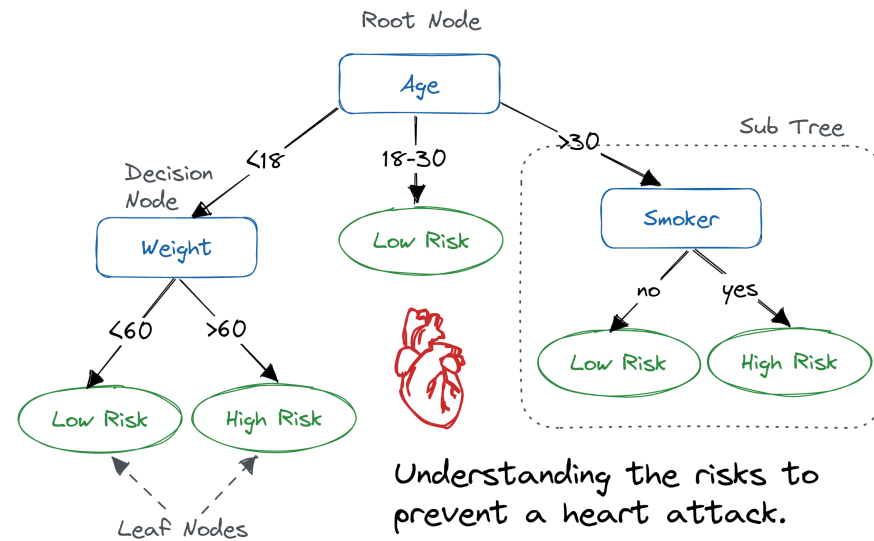 Root Node
Age
Sub Tree
<18
18-30
>30
Decision
Node
Weight
Low Risk
Smoker
<60
>60
no
yes
Low Risk
High Risk
Low Risk
High Risk
Leaf Nodes
Understanding the risks to
prevent a heart attack.